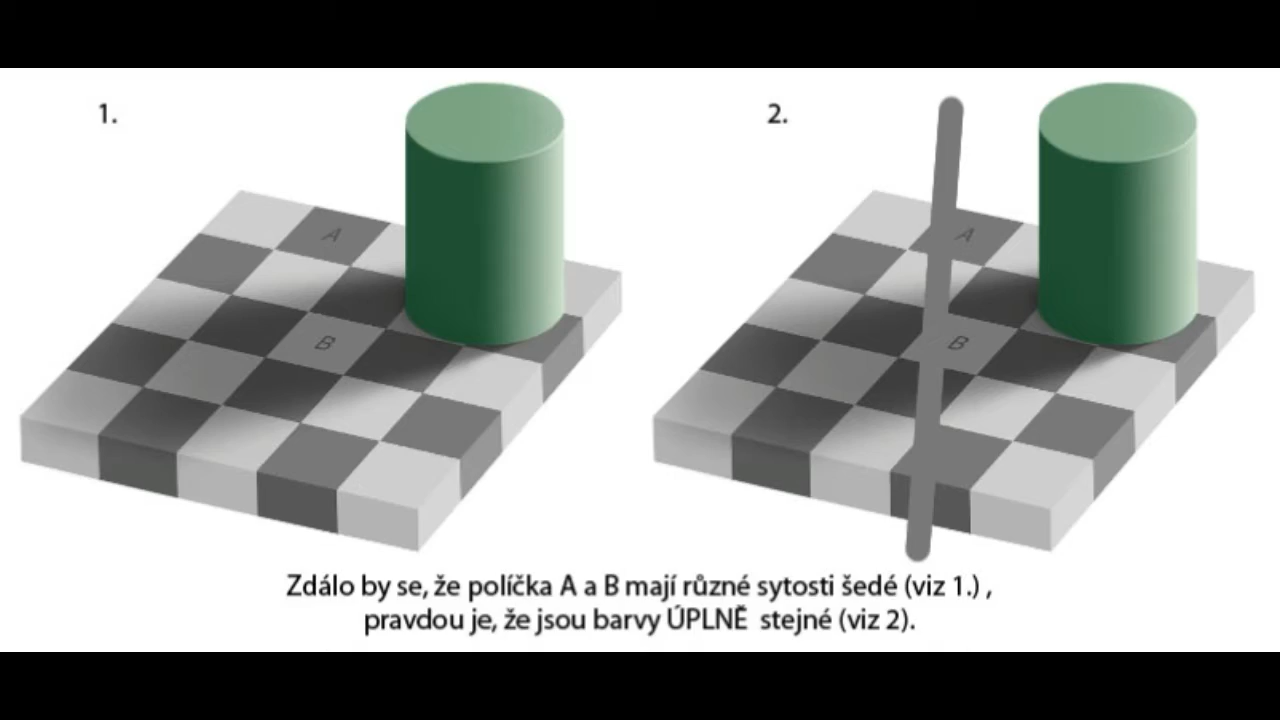 1.
2.
A
A
B
B
Zdálo by se, že políčka A a B mají různé sytosti šedé (viz 1.) ,
pravdou je, že jsou barvy ÚPLNĚ stejné (viz 2).